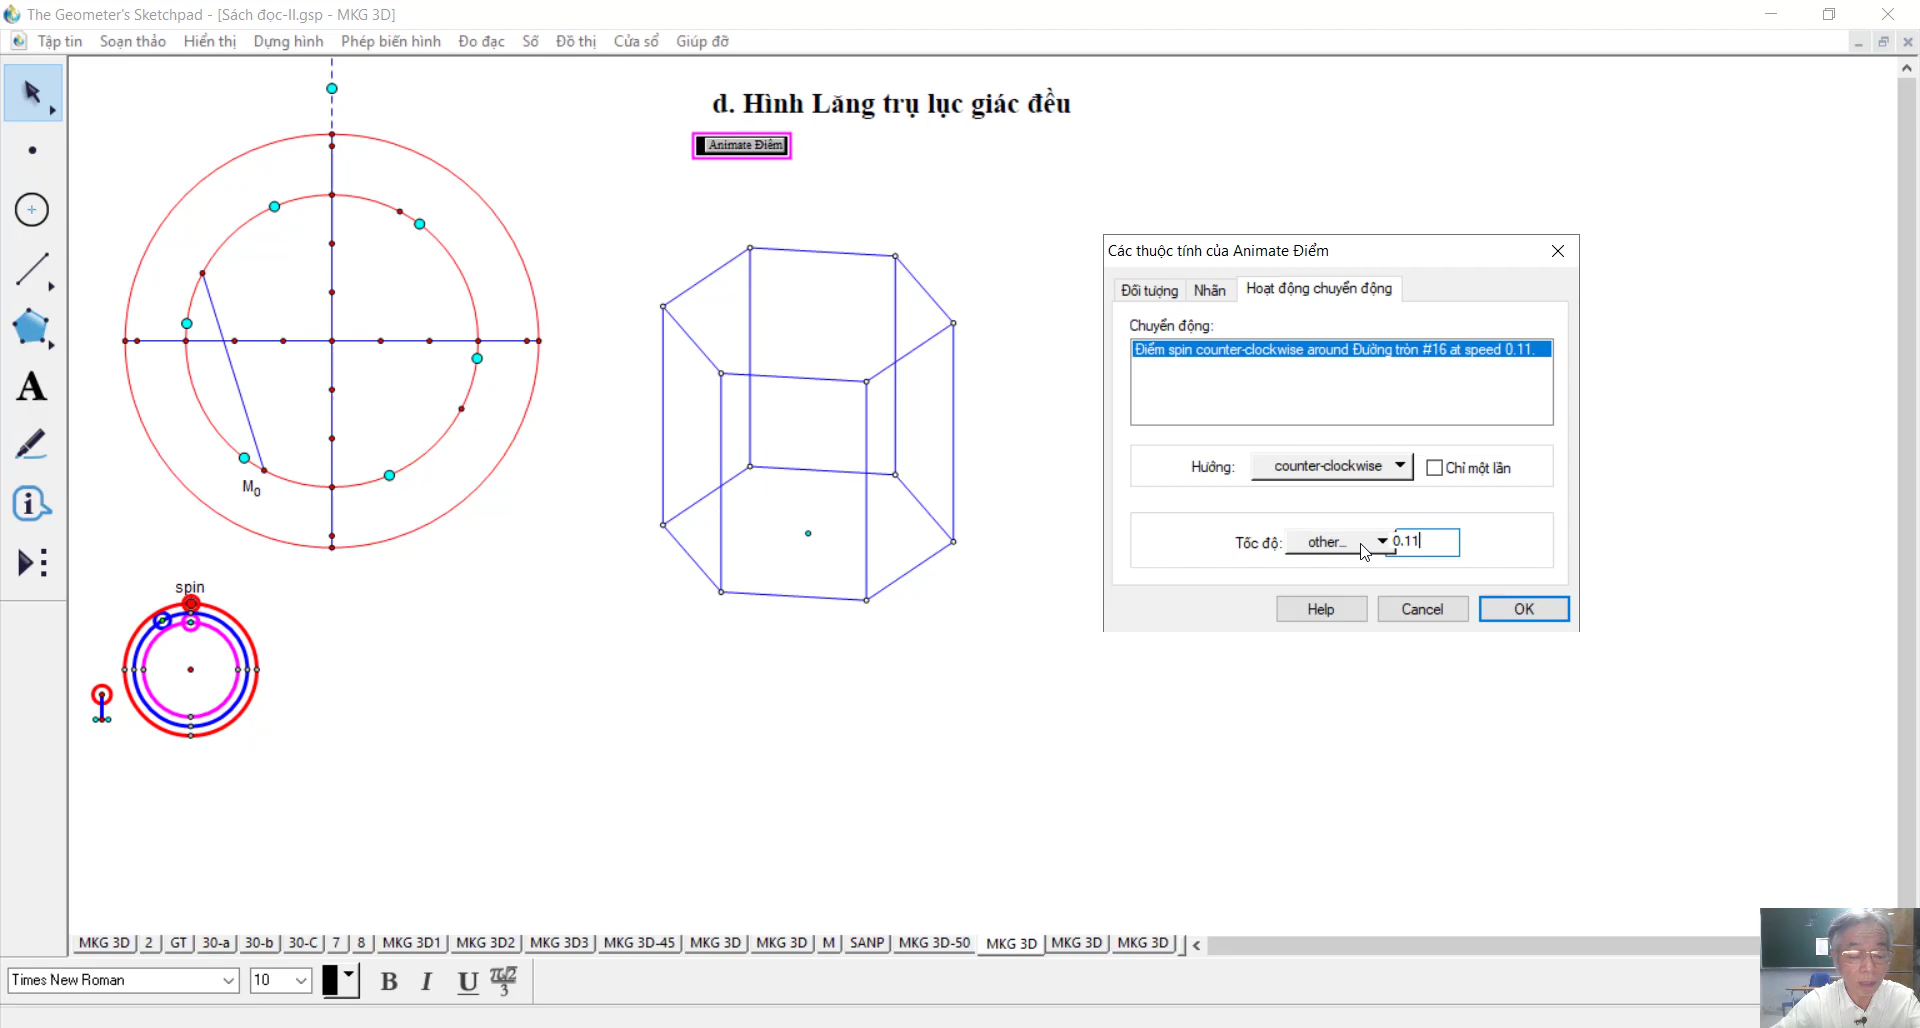 The Geometer's Sketchpad - [Sách đọc-II.gsp - MKG 3D]
Tập tin Soạn thảo Hiển thị Dựng hình Phép biến hình Đo đạc Số Đồ thị Cửa sổ Giúp đỡ
d. Hình Lăng trụ lục giác đều
Animate Điểm
M0
spin
Các thuộc tính của Animate Điểm
Đối tượng Nhãn Hoạt động chuyển động
Chuyển động:
Điểm spin counter-clockwise around Đường tròn #16 at speed 0.11.
Hướng: counter-clockwise Chỉ một lần
Tốc độ: other... 0.11
Help Cancel OK
MKG 3D 2 GT 30-a 30-b 30-C 7 8 MKG 3D1 MKG 3D2 MKG 3D3 MKG 3D-45 MKG 3D MKG 3D M SANP MKG 3D-50 MKG 3D MKG 3D MKG 3D
Times New Roman 10 B I U π√2/3